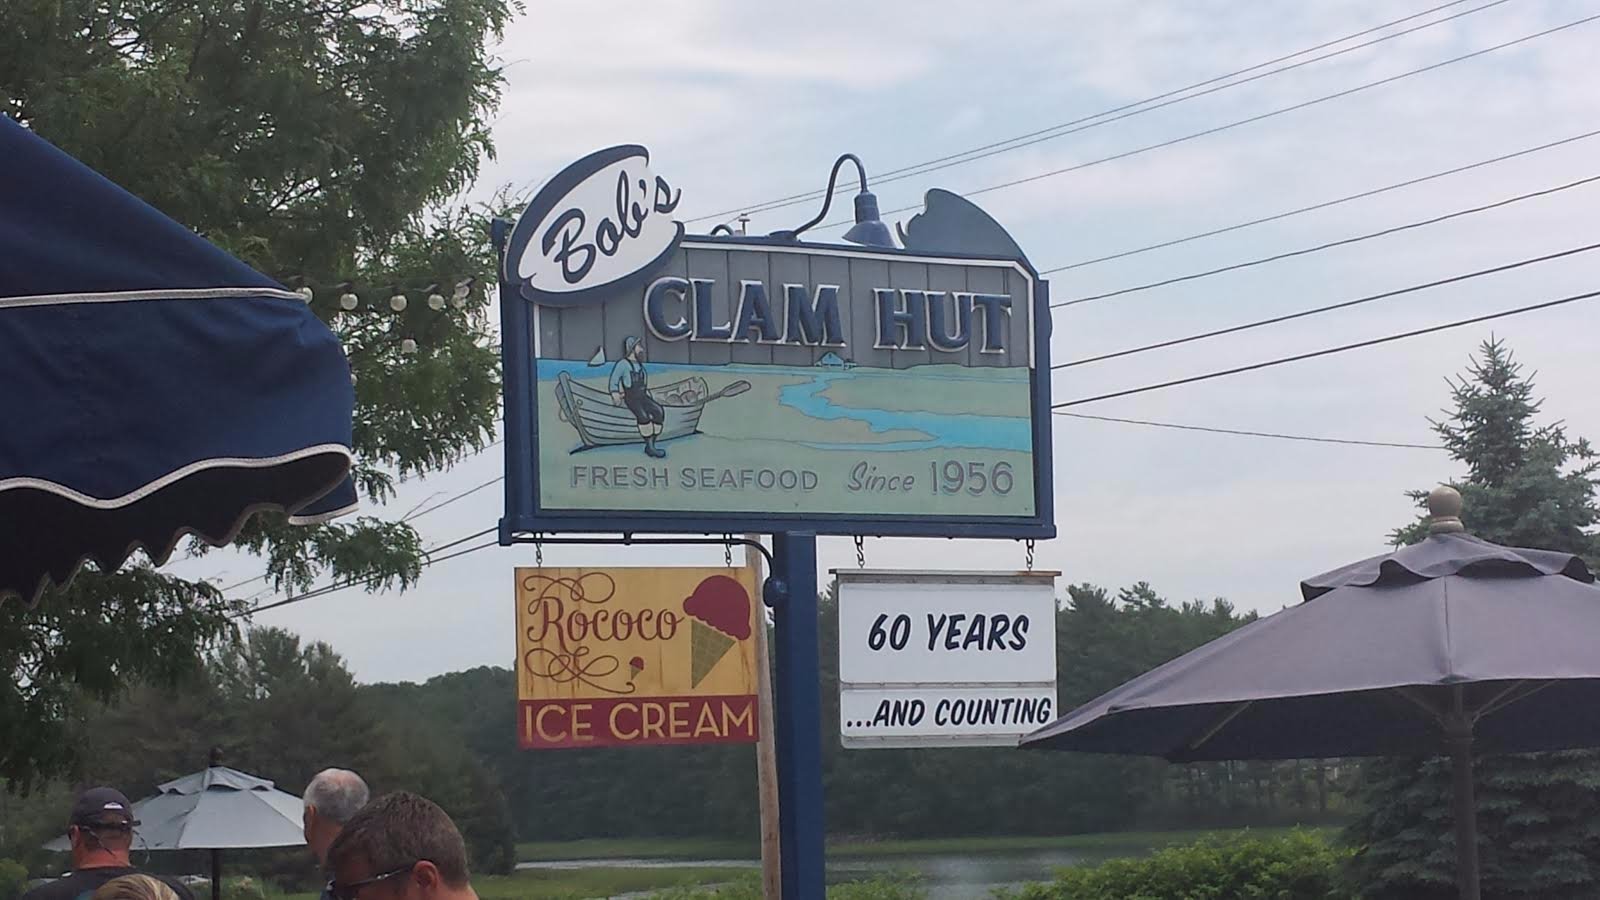 Bob's
CLAM HUT
FRESH SEAFOOD Since 1956
Rococo
ICE CREAM
60 YEARS
...AND COUNTING